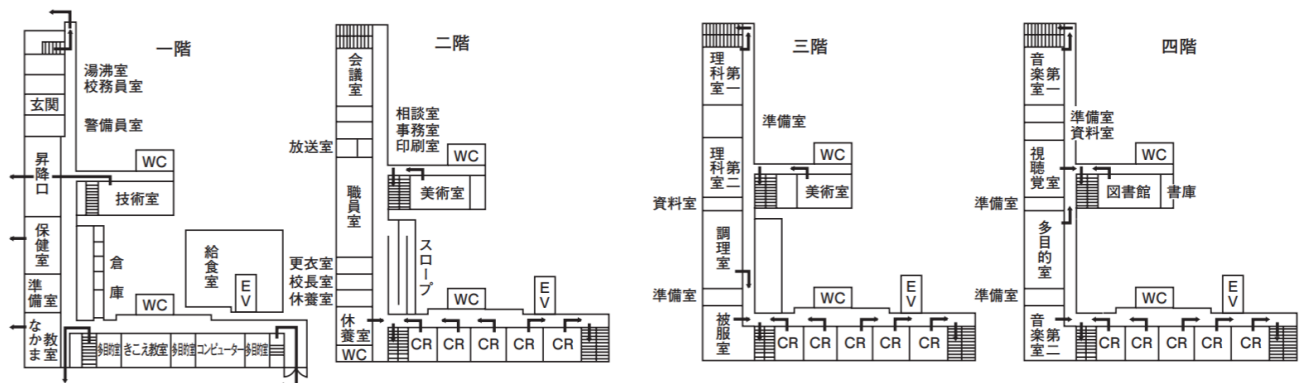 一階
湯沸室
校務員室
玄関
警備員室
WC
昇降口
技術室
保健室
倉庫
給食室
EV
準備室
WC
なかま教室
多目的室
きこえ教室
多目的室
コンピューター
多目的室
二階
会議室
相談室
事務室
印刷室
放送室
WC
職員室
美術室
スロープ
更衣室
校長室
休養室
EV
WC
休養室
WC
CR
CR
CR
CR
CR
三階
理科室第一
準備室
WC
理科室第二
美術室
資料室
調理室
EV
準備室
WC
被服室
CR
CR
CR
CR
CR
四階
音楽室第一
準備室
資料室
WC
視聴覚室
図書館
書庫
準備室
多目的室
EV
準備室
WC
音楽室第二
CR
CR
CR
CR
CR